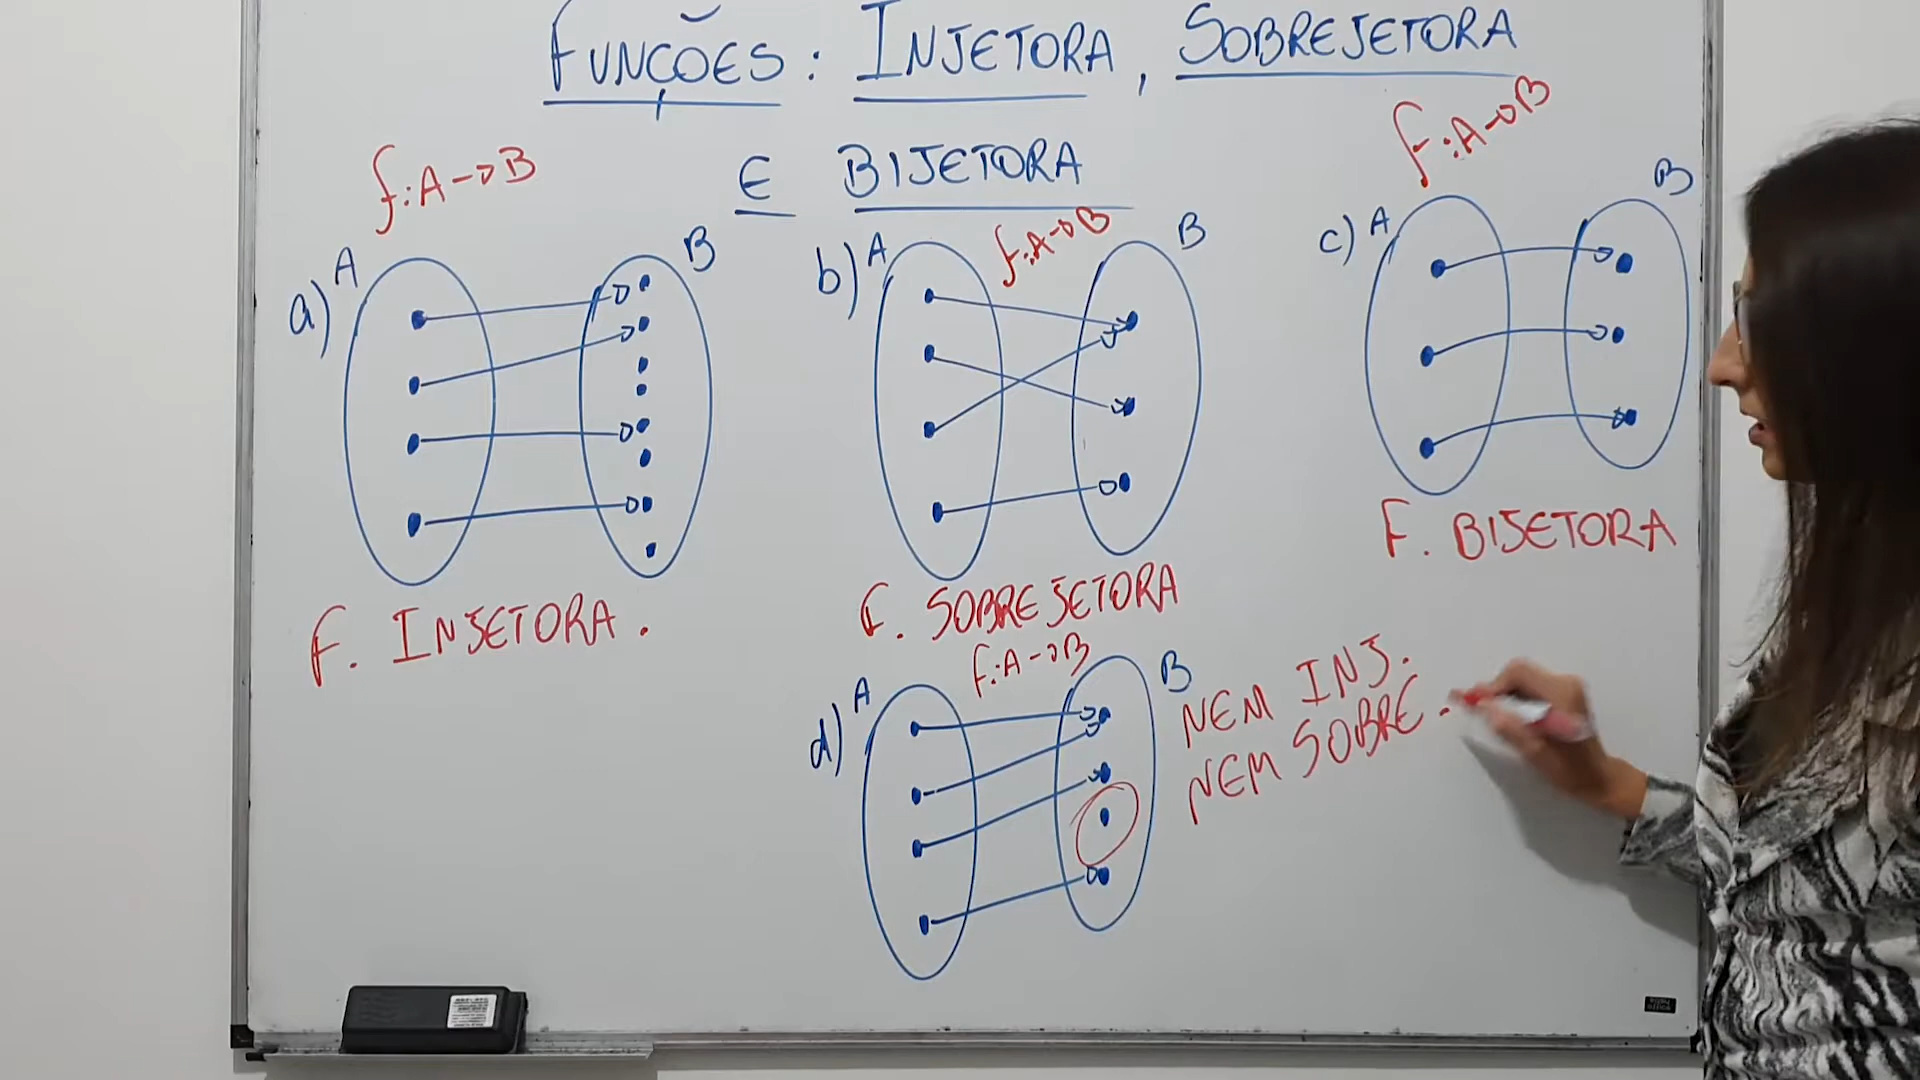 FUNÇÕES: INJETORA, SOBREJETORA
E BIJETORA
f:A→B
a) A B
F. INJETORA.
f:A→B
b) A B
F. SOBREJETORA
f:A→B
c) A B
F. BIJETORA
f:A→B
d) A B
NEM INJ.
NEM SOBRE.